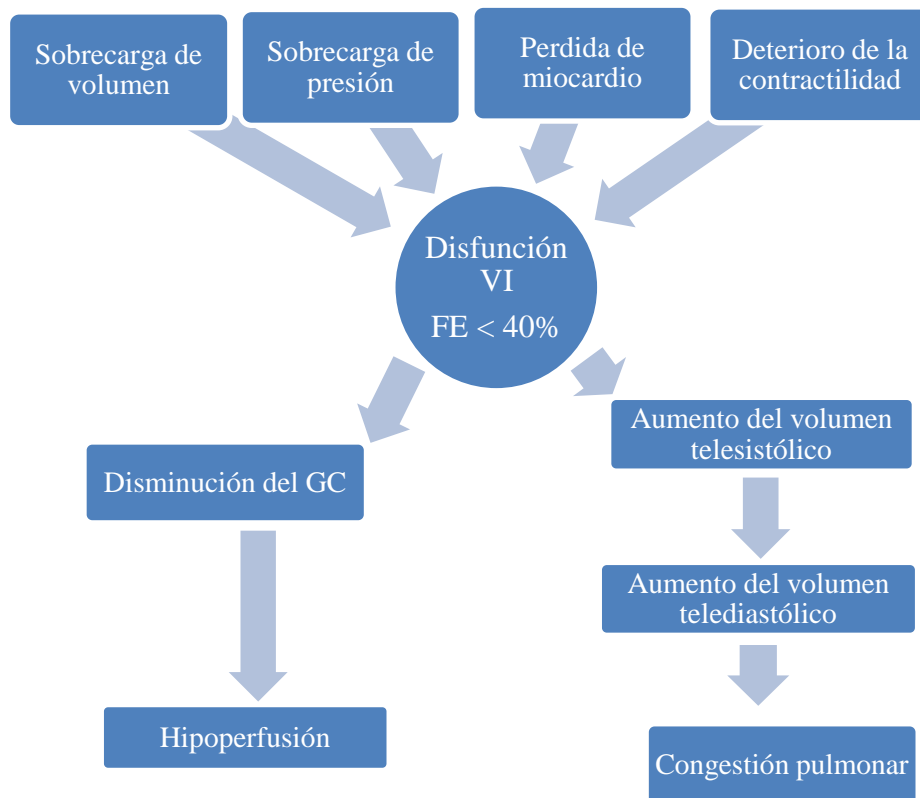 Sobrecarga de
volumen
Sobrecarga de
presión
Perdida de
miocardio
Deterioro de la
contractilidad
Disfunción
VI
FE < 40%
Disminución del GC
Hipoperfusión
Aumento del volumen
telesistólico
Aumento del volumen
telediastólico
Congestión pulmonar